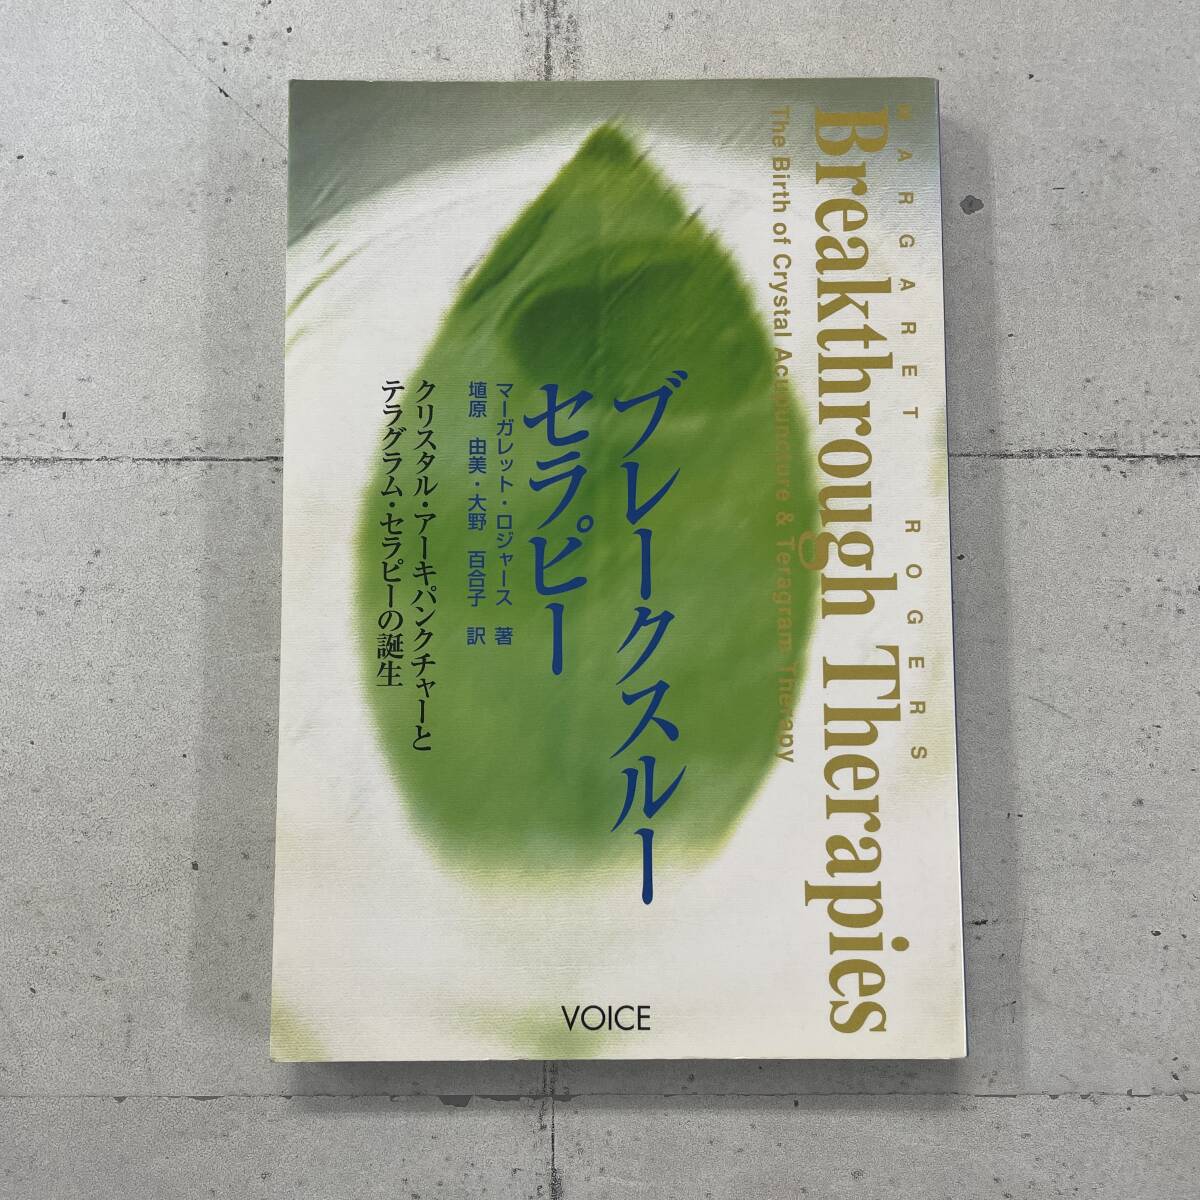 MARGARET ROGERS
Breakthrough Therapies
The Birth of Crystal Acupuncture & Teragram Therapy
ブレークスルー
セラピー
マーガレット・ロジャース 著
埴原 由美・大野 百合子 訳
クリスタル・アーキパンクチャーと
テラグラム・セラピーの誕生
VOICE